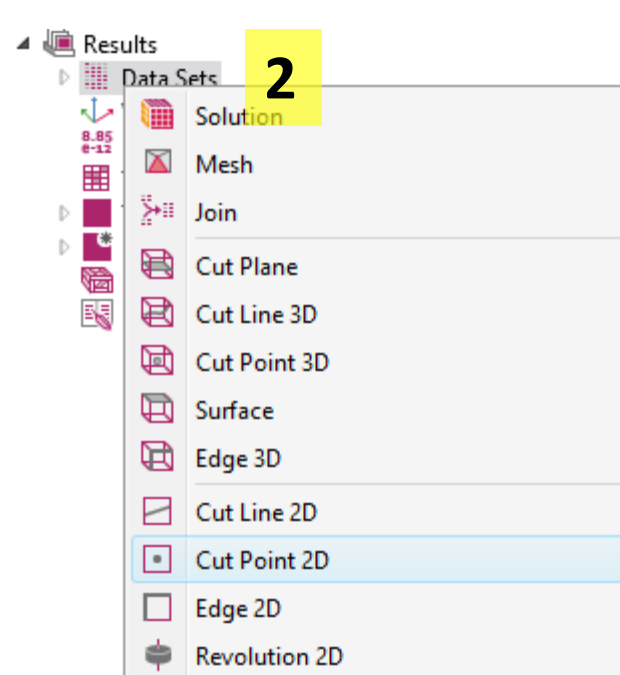 Results
Data Sets
2
8.85
e-12
Solution
Mesh
Join
Cut Plane
Cut Line 3D
Cut Point 3D
Surface
Edge 3D
Cut Line 2D
Cut Point 2D
Edge 2D
Revolution 2D